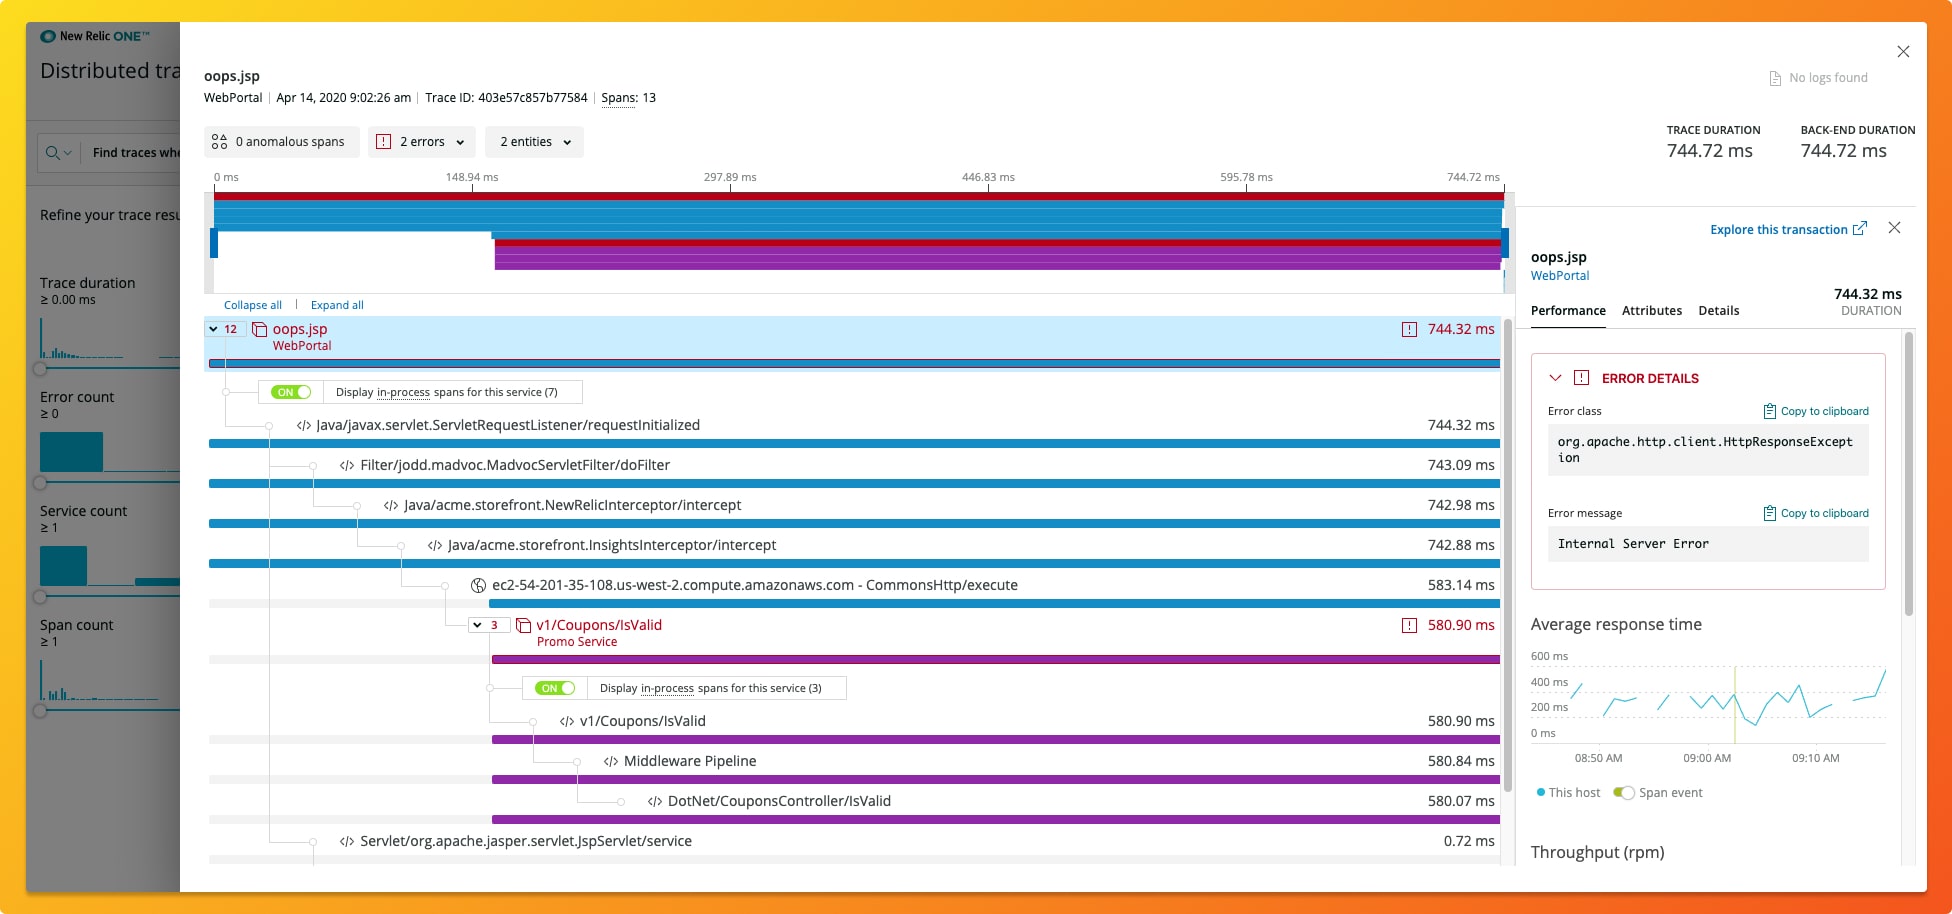 New Relic ONE™
Distributed tra
Find traces whe
Refine your trace resu
Trace duration
≥ 0.00 ms
Error count
≥ 0
Service count
≥ 1
Span count
≥ 1
oops.jsp
WebPortal | Apr 14, 2020 9:02:26 am | Trace ID: 403e57c857b77584 | Spans: 13
No logs found
0 anomalous spans
2 errors
2 entities
TRACE DURATION
744.72 ms
BACK-END DURATION
744.72 ms
0 ms 148.94 ms 297.89 ms 446.83 ms 595.78 ms 744.72 ms
Collapse all | Expand all
12 oops.jsp 744.32 ms
WebPortal
ON Display in-process spans for this service (7)
</> Java/javax.servlet.ServletRequestListener/requestInitialized 744.32 ms
</> Filter/jodd.madvoc.MadvocServletFilter/doFilter 743.09 ms
</> Java/acme.storefront.NewRelicInterceptor/intercept 742.98 ms
</> Java/acme.storefront.InsightsInterceptor/intercept 742.88 ms
ec2-54-201-35-108.us-west-2.compute.amazonaws.com - CommonsHttp/execute 583.14 ms
3 v1/Coupons/IsValid 580.90 ms
Promo Service
ON Display in-process spans for this service (3)
</> v1/Coupons/IsValid 580.90 ms
</> Middleware Pipeline 580.84 ms
</> DotNet/CouponsController/IsValid 580.07 ms
</> Servlet/org.apache.jasper.servlet.JspServlet/service 0.72 ms
Explore this transaction
oops.jsp
WebPortal
744.32 ms
DURATION
Performance Attributes Details
ERROR DETAILS
Error class Copy to clipboard
org.apache.http.client.HttpResponseExcept
ion
Error message Copy to clipboard
Internal Server Error
Average response time
600 ms
400 ms
200 ms
0 ms
08:50 AM 09:00 AM 09:10 AM
This host Span event
Throughput (rpm)